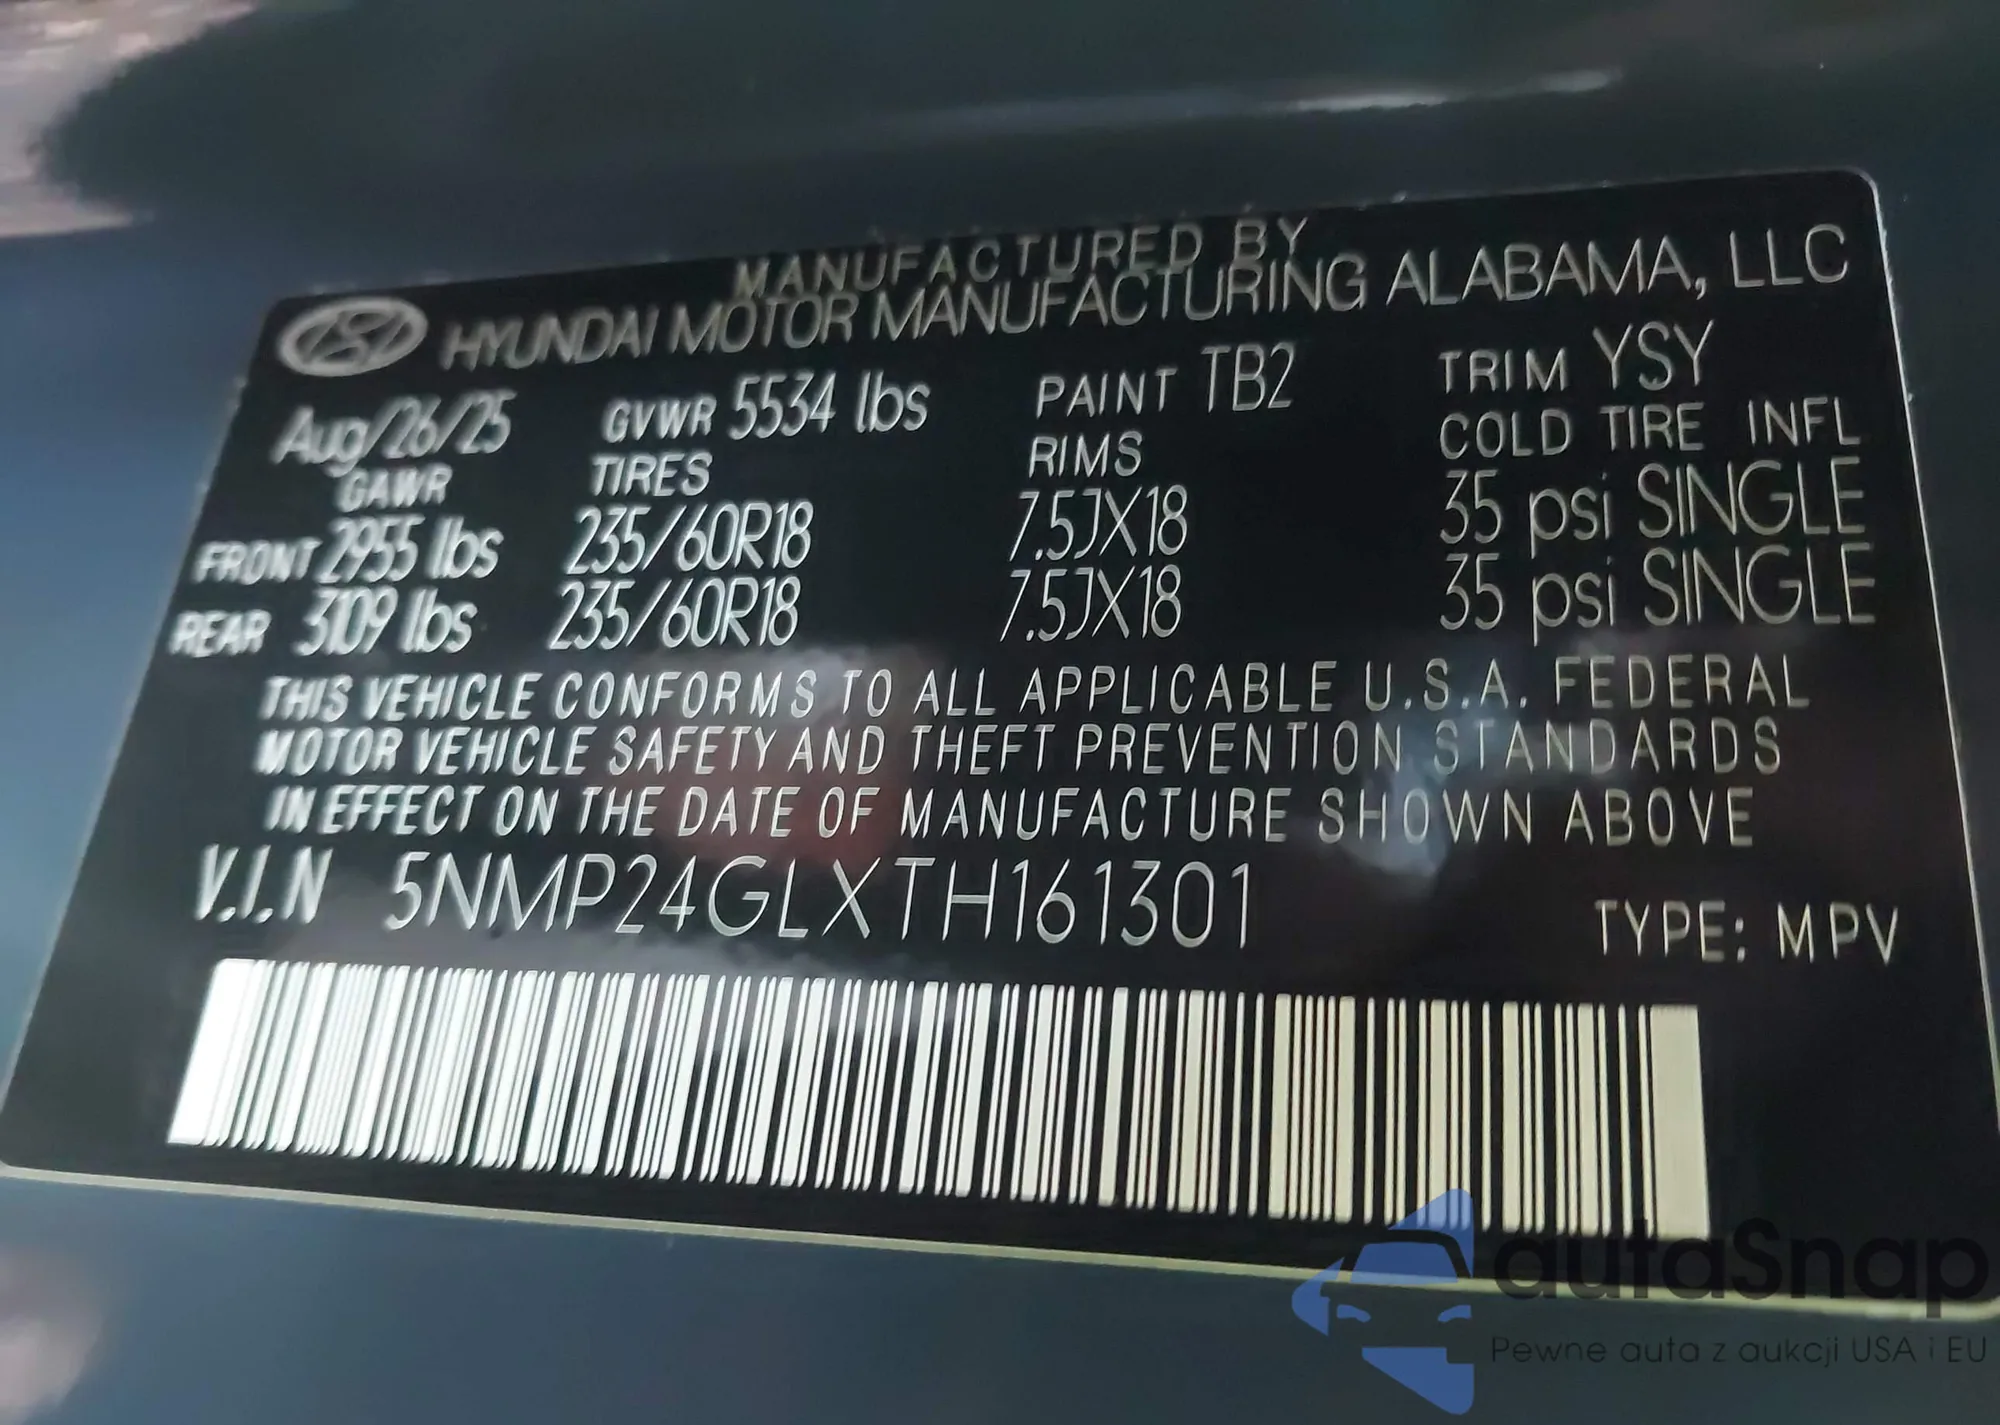 MANUFACTURED BY
HYUNDAI MOTOR MANUFACTURING ALABAMA, LLC
Aug/26/25 GVWR 5534 lbs PAINT TB2 TRIM YSY
GAWR TIRES RIMS COLD TIRE INFL
FRONT 2955 lbs 235/60R18 7.5JX18 35 psi SINGLE
REAR 3109 lbs 235/60R18 7.5JX18 35 psi SINGLE
THIS VEHICLE CONFORMS TO ALL APPLICABLE U.S.A. FEDERAL
MOTOR VEHICLE SAFETY AND THEFT PREVENTION STANDARDS
IN EFFECT ON THE DATE OF MANUFACTURE SHOWN ABOVE
V.I.N 5NMP24GLXTH161301 TYPE: MPV
autaSnap
Pewne auta z aukcji USA i EU